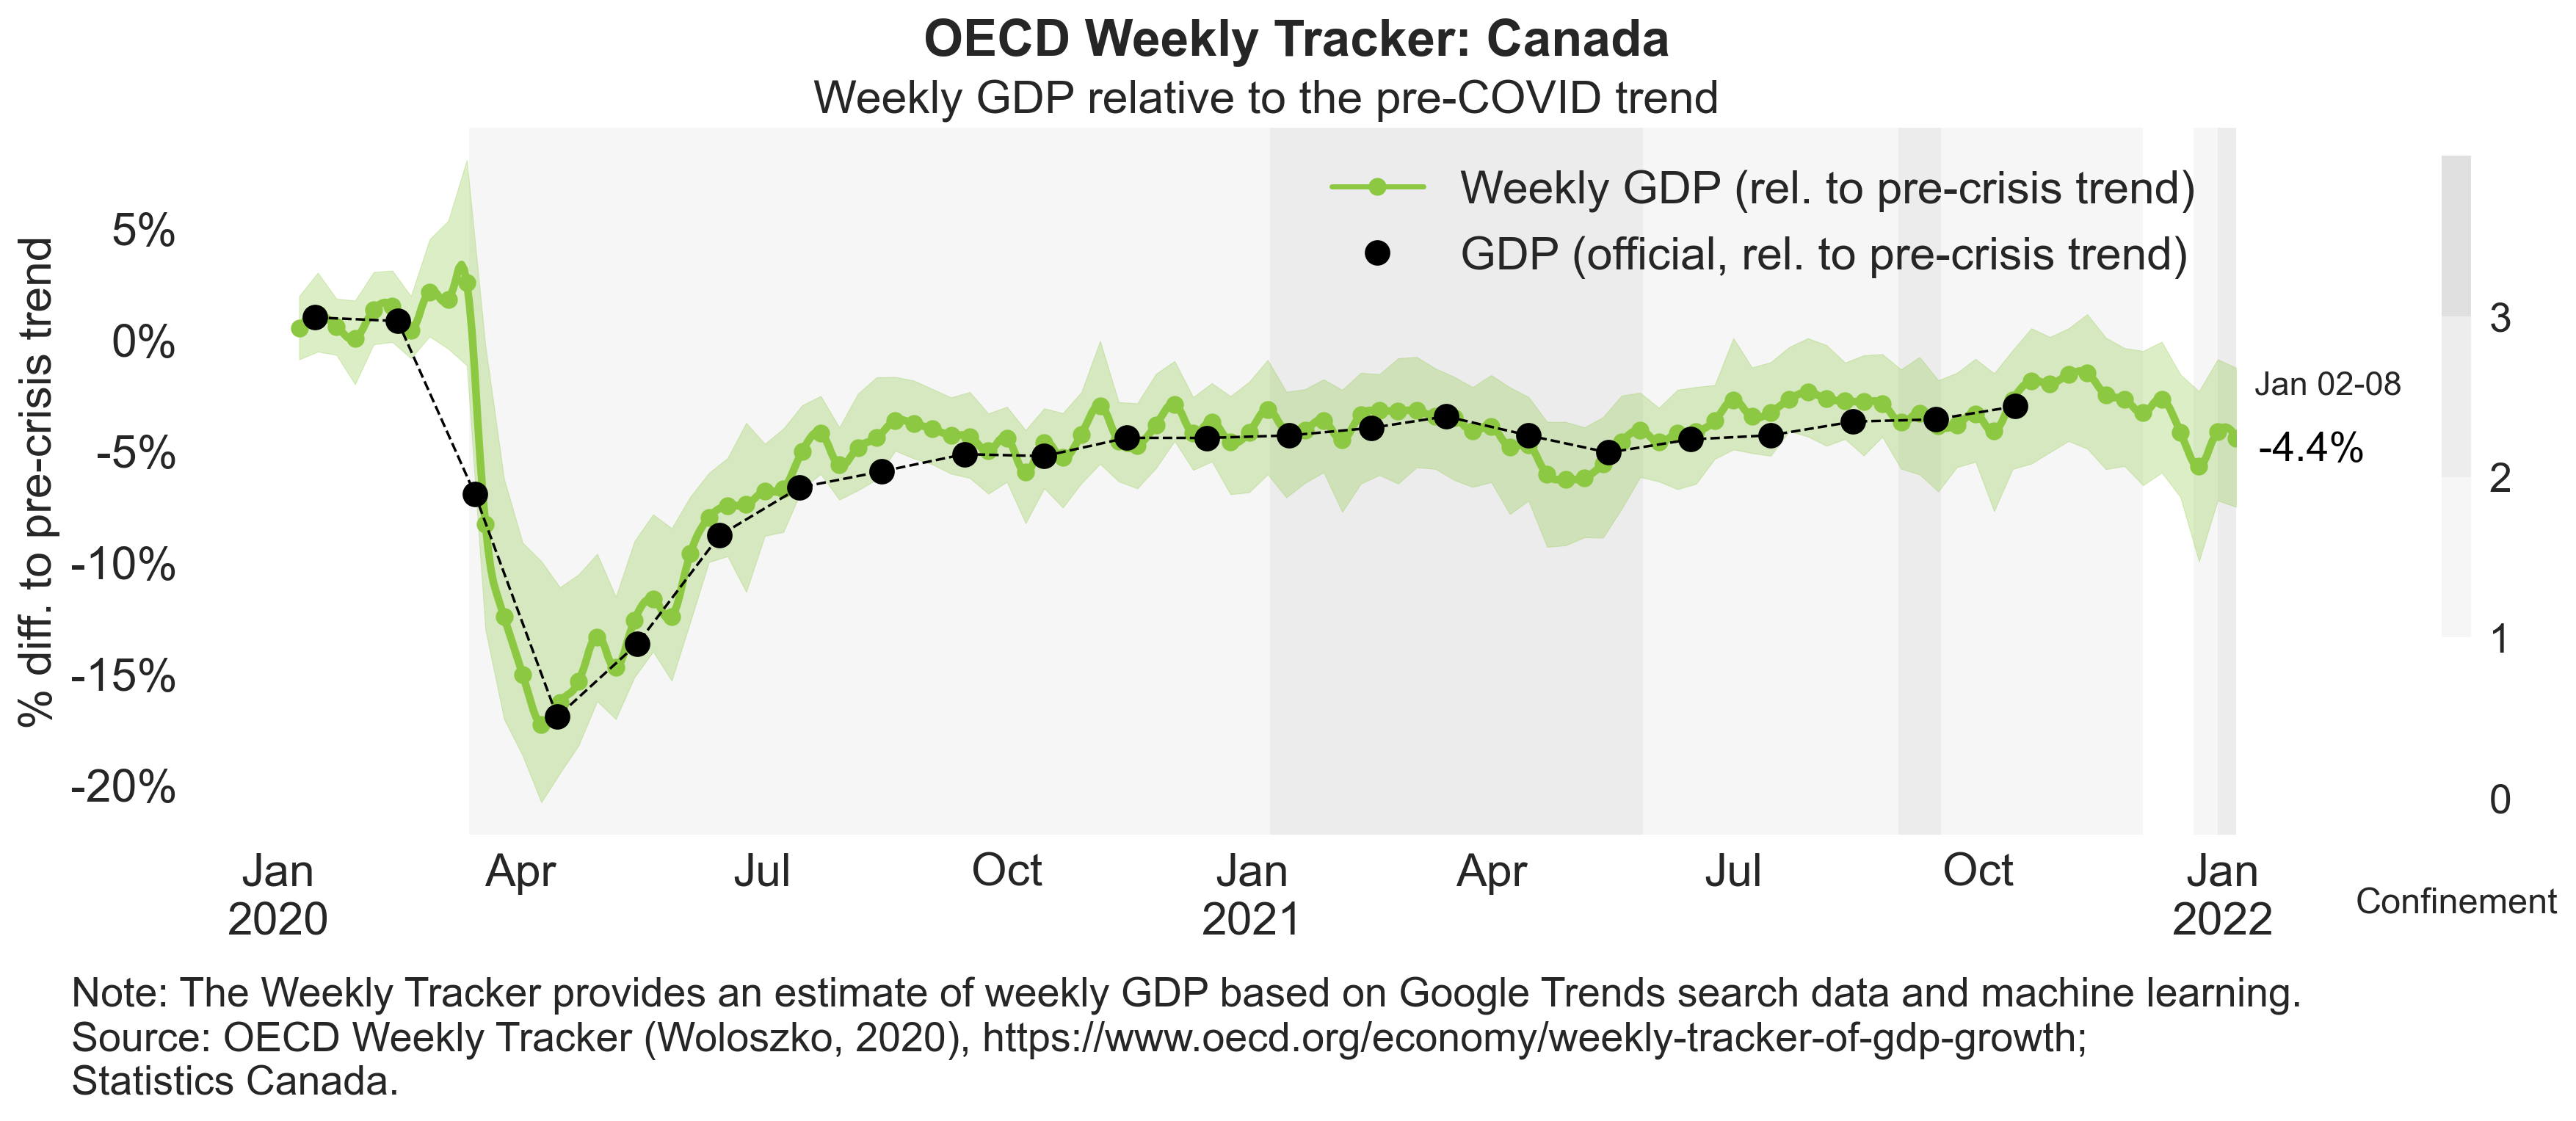 OECD Weekly Tracker: Canada
Weekly GDP relative to the pre-COVID trend
% diff. to pre-crisis trend
5%
0%
-5%
-10%
-15%
-20%
Weekly GDP (rel. to pre-crisis trend)
GDP (official, rel. to pre-crisis trend)
Jan 02-08
-4.4%
3
2
1
0
Confinement
Jan Apr Jul Oct Jan Apr Jul Oct Jan
2020 2021 2022
Note: The Weekly Tracker provides an estimate of weekly GDP based on Google Trends search data and machine learning.
Source: OECD Weekly Tracker (Woloszko, 2020), https://www.oecd.org/economy/weekly-tracker-of-gdp-growth;
Statistics Canada.